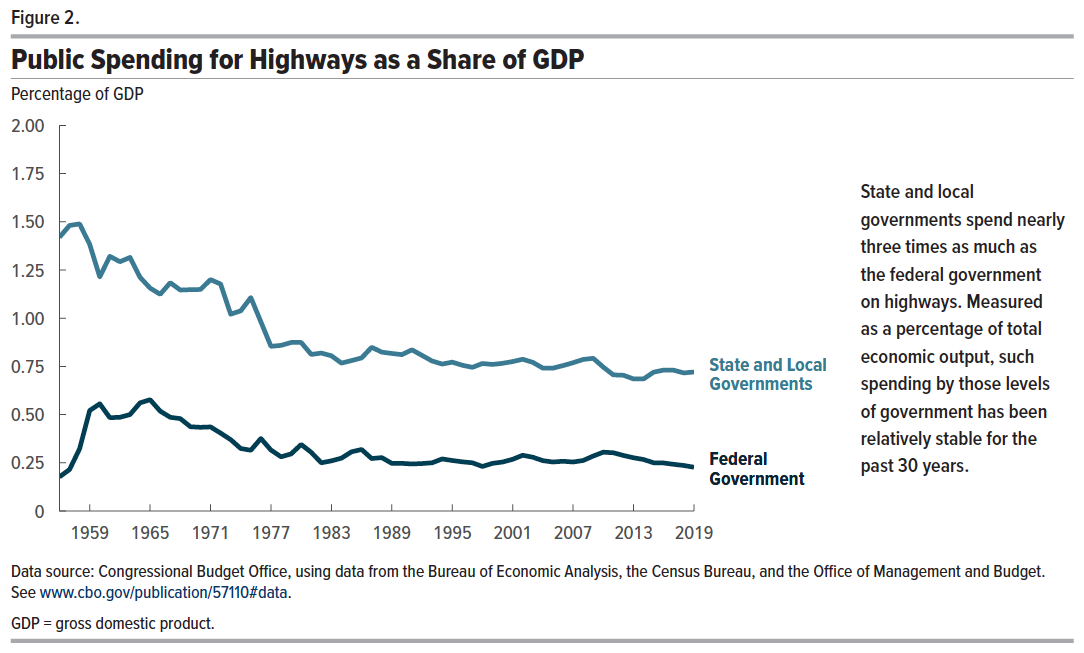 Figure 2.
Public Spending for Highways as a Share of GDP
Percentage of GDP
2.00
1.75
1.50
1.25
1.00
0.75
0.50
0.25
0
1959 1965 1971 1977 1983 1989 1995 2001 2007 2013 2019
State and Local
Governments
Federal
Government
State and local
governments spend nearly
three times as much as
the federal government
on highways. Measured
as a percentage of total
economic output, such
spending by those levels
of government has been
relatively stable for the
past 30 years.
Data source: Congressional Budget Office, using data from the Bureau of Economic Analysis, the Census Bureau, and the Office of Management and Budget.
See www.cbo.gov/publication/57110#data.
GDP = gross domestic product.